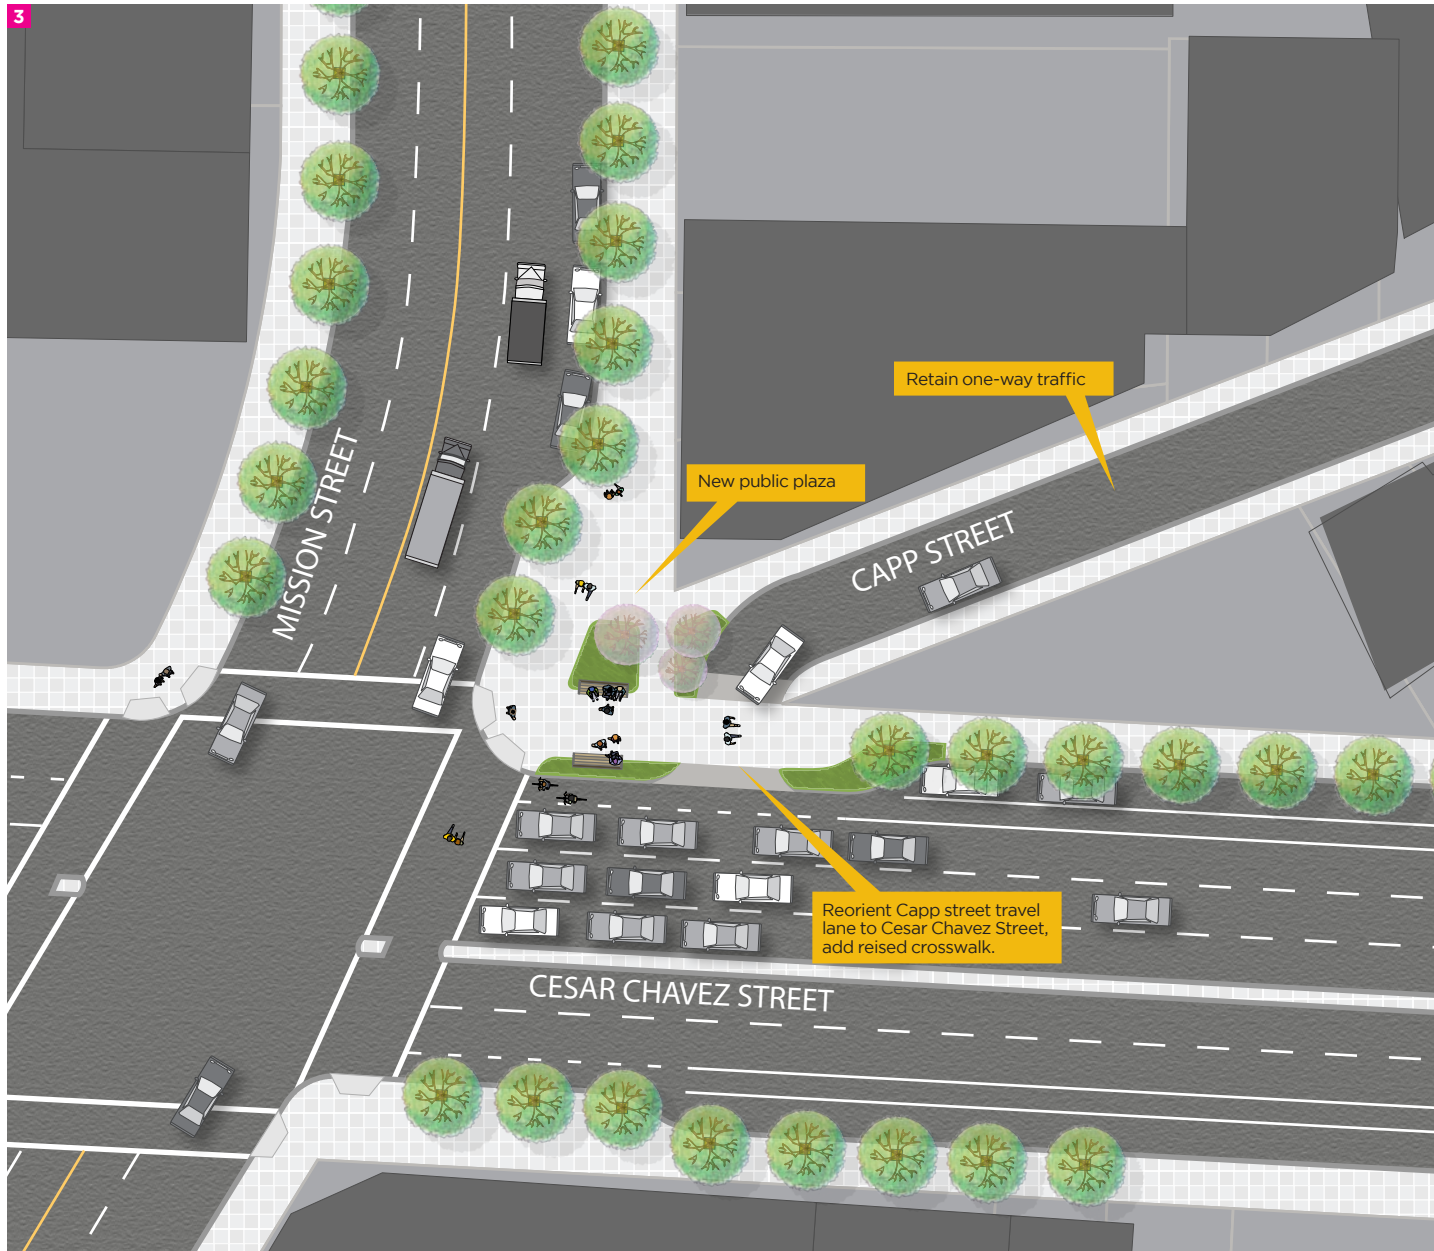 3
Retain one-way traffic
New public plaza
MISSION STREET
CAPP STREET
Reorient Capp street travel
lane to Cesar Chavez Street,
add reised crosswalk.
CESAR CHAVEZ STREET